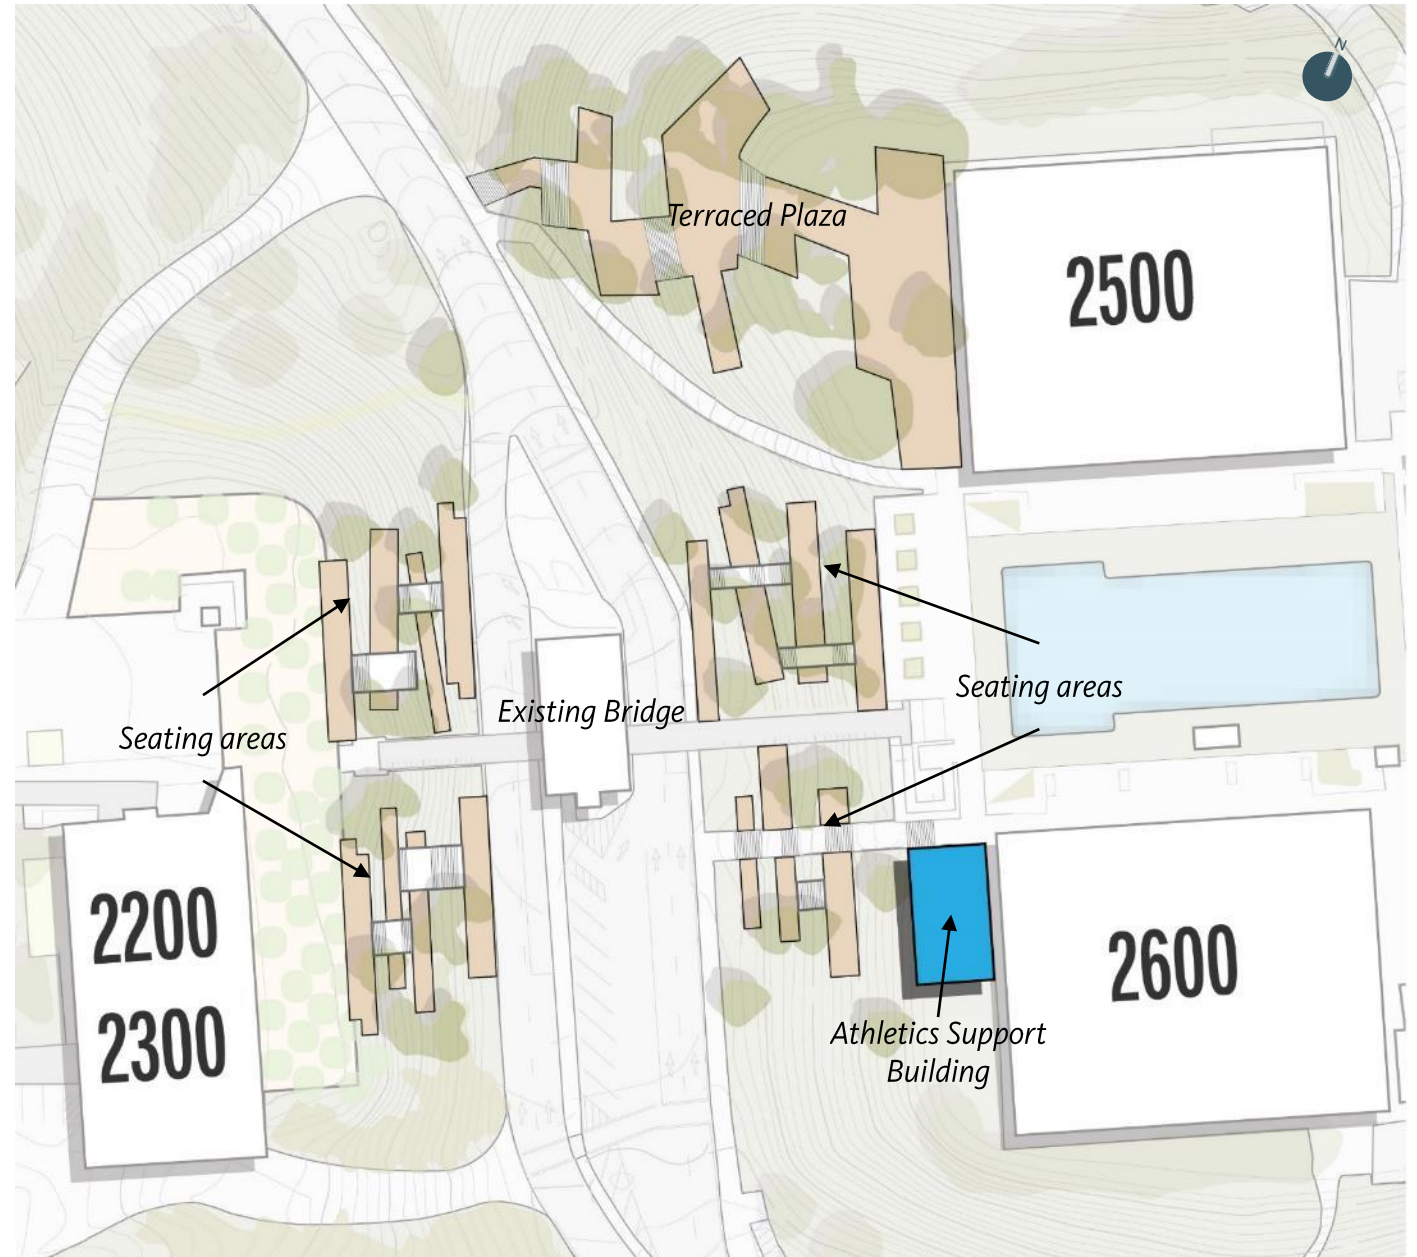 N
Terraced Plaza
2500
Seating areas
Existing Bridge
Seating areas
2200
2300
2600
Athletics Support
Building